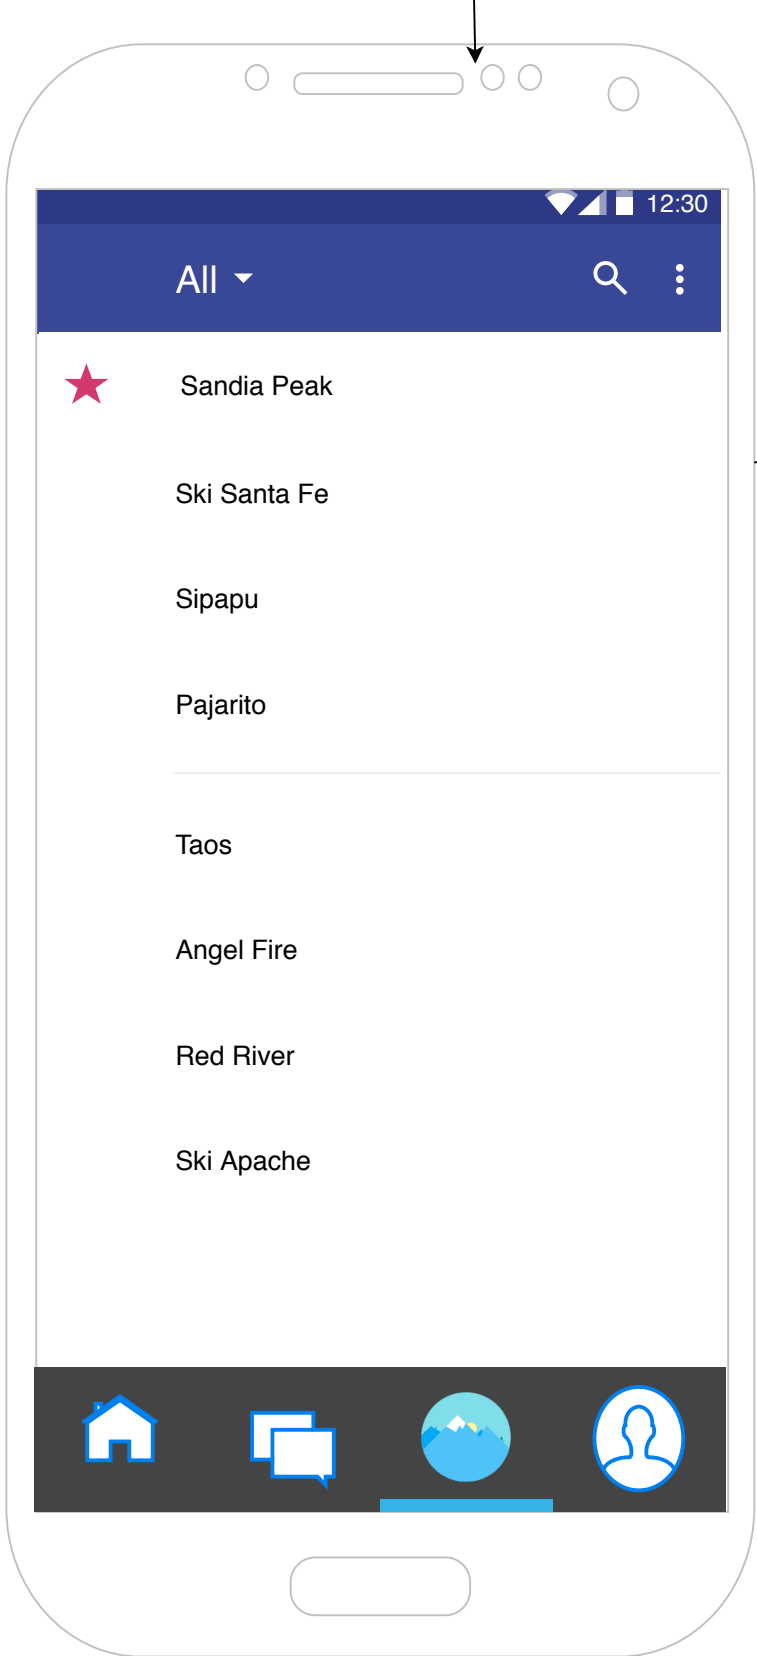 12:30
All
Sandia Peak
Ski Santa Fe
Sipapu
Pajarito
Taos
Angel Fire
Red River
Ski Apache